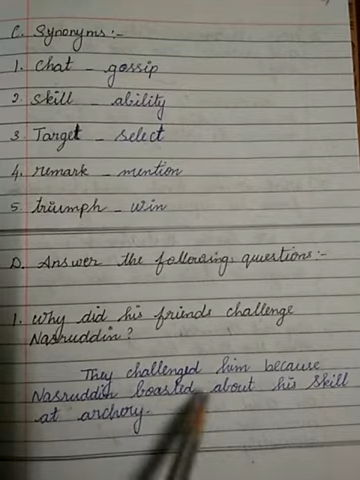 C. Synonyms:-
1. Chat - gossip
2. Skill - ability
3. Target - select
4. remark - mention
5. triumph - win
D. Answer the following questions:-
1. Why did his friends challenge
Nasruddin?
They challenged him because
Nasruddin boasted about his skill
at archery.